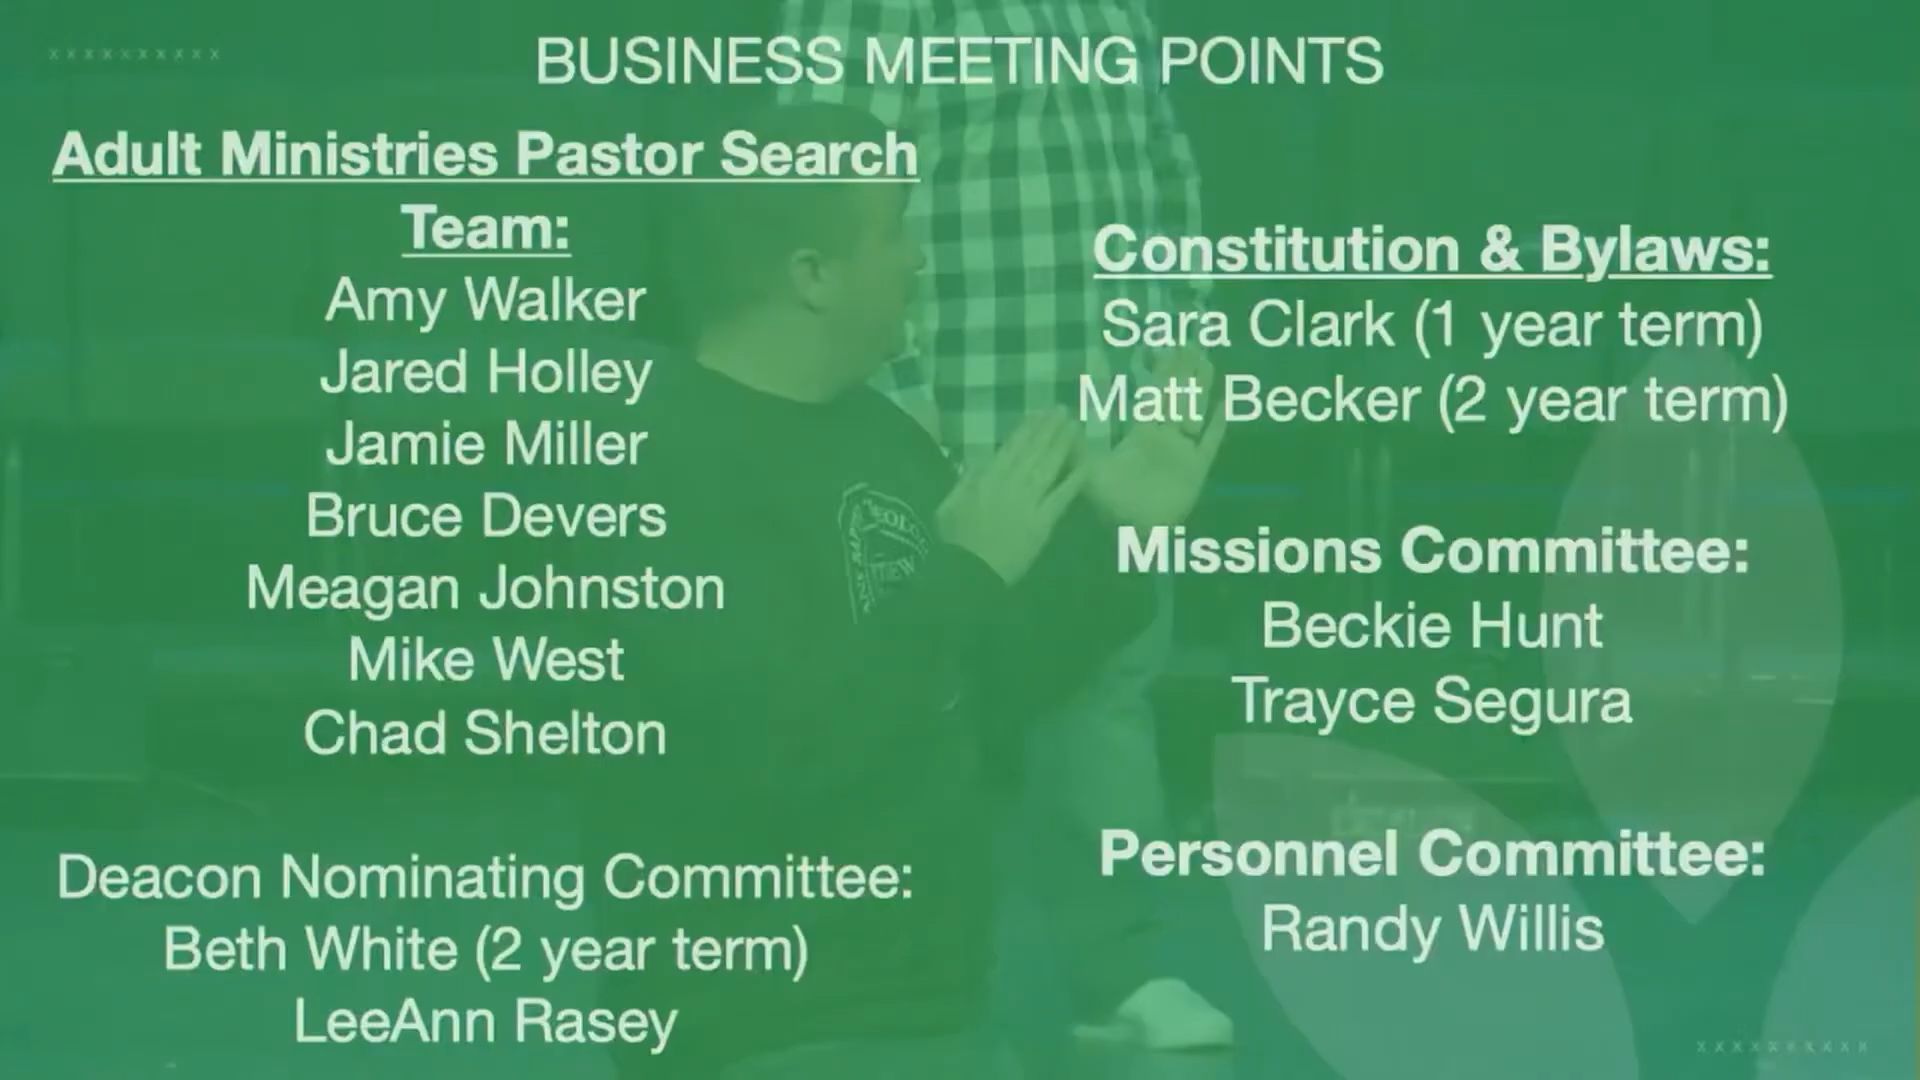 xxxxxxxxxx
BUSINESS MEETING POINTS
Adult Ministries Pastor Search
Team:
Amy Walker
Jared Holley
Jamie Miller
Bruce Devers
Meagan Johnston
Mike West
Chad Shelton
Deacon Nominating Committee:
Beth White (2 year term)
LeeAnn Rasey
Constitution & Bylaws:
Sara Clark (1 year term)
Matt Becker (2 year term)
Missions Committee:
Beckie Hunt
Trayce Segura
Personnel Committee:
Randy Willis
xxxxxxxxxx